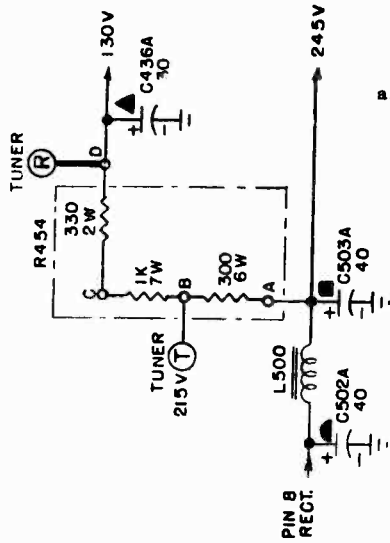 TUNER
R
130V
D
C436A
30
+
-
R454
330
2W
C
1K
7W
B
TUNER
T
215V
300
6W
A
245V
L500
C503A
40
+
-
C502A
40
+
-
PIN 8
RECT.